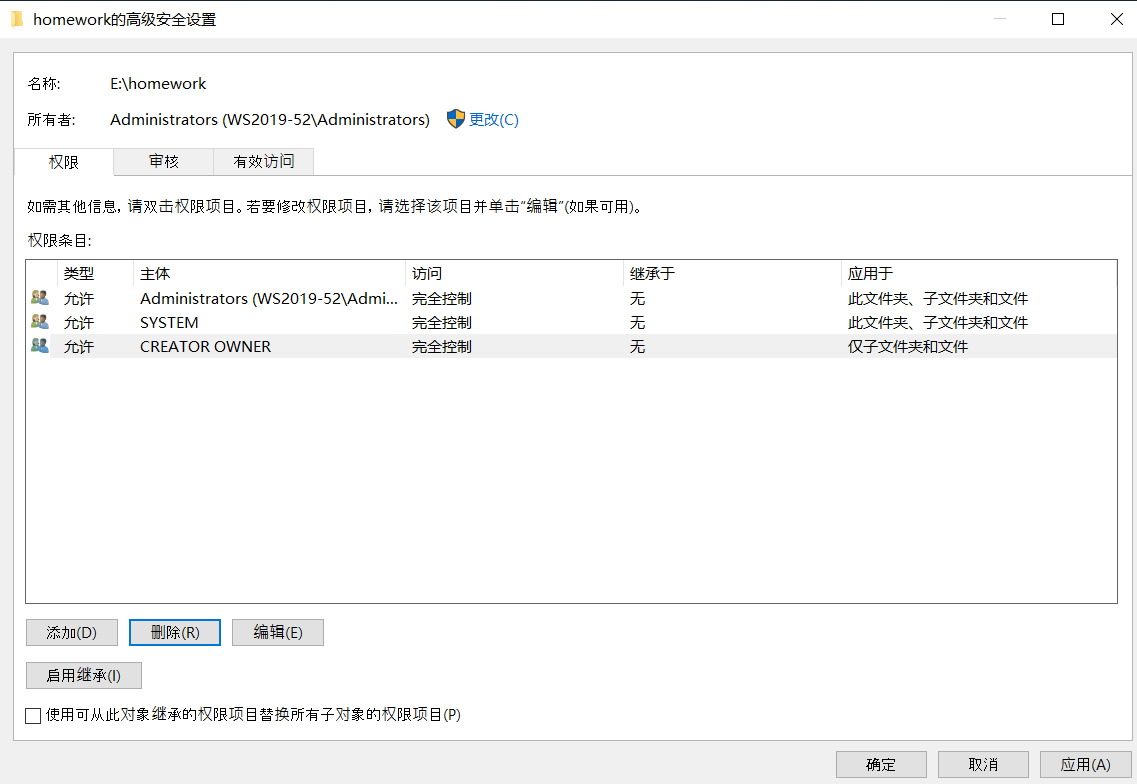 homework的高级安全设置
名称: E:\homework
所有者: Administrators (WS2019-52\Administrators) 更改(C)
权限 审核 有效访问
如需其他信息，请双击权限项目。若要修改权限项目，请选择该项目并单击“编辑”(如果可用)。
权限条目:
类型 主体 访问 继承于 应用于
允许 Administrators (WS2019-52\Admi... 完全控制 无 此文件夹、子文件夹和文件
允许 SYSTEM 完全控制 无 此文件夹、子文件夹和文件
允许 CREATOR OWNER 完全控制 无 仅子文件夹和文件
添加(D) 删除(R) 编辑(E)
启用继承(I)
使用可从此对象继承的权限项目替换所有子对象的权限项目(P)
确定 取消 应用(A)